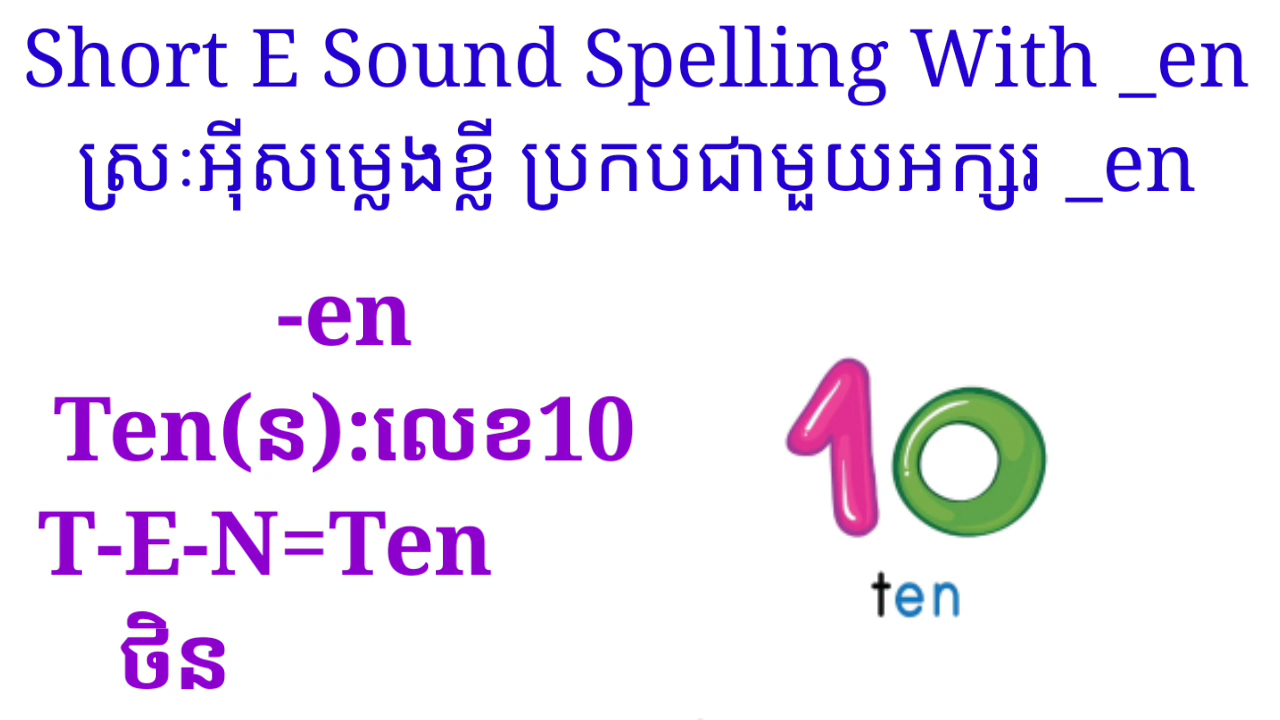 Short E Sound Spelling With _en
ស្រៈអ៊ីសម្លេងខ្លី ប្រកបជាមួយអក្សរ _en
-en
Ten(ន):លេខ10
T-E-N=Ten
ថិន
10
ten